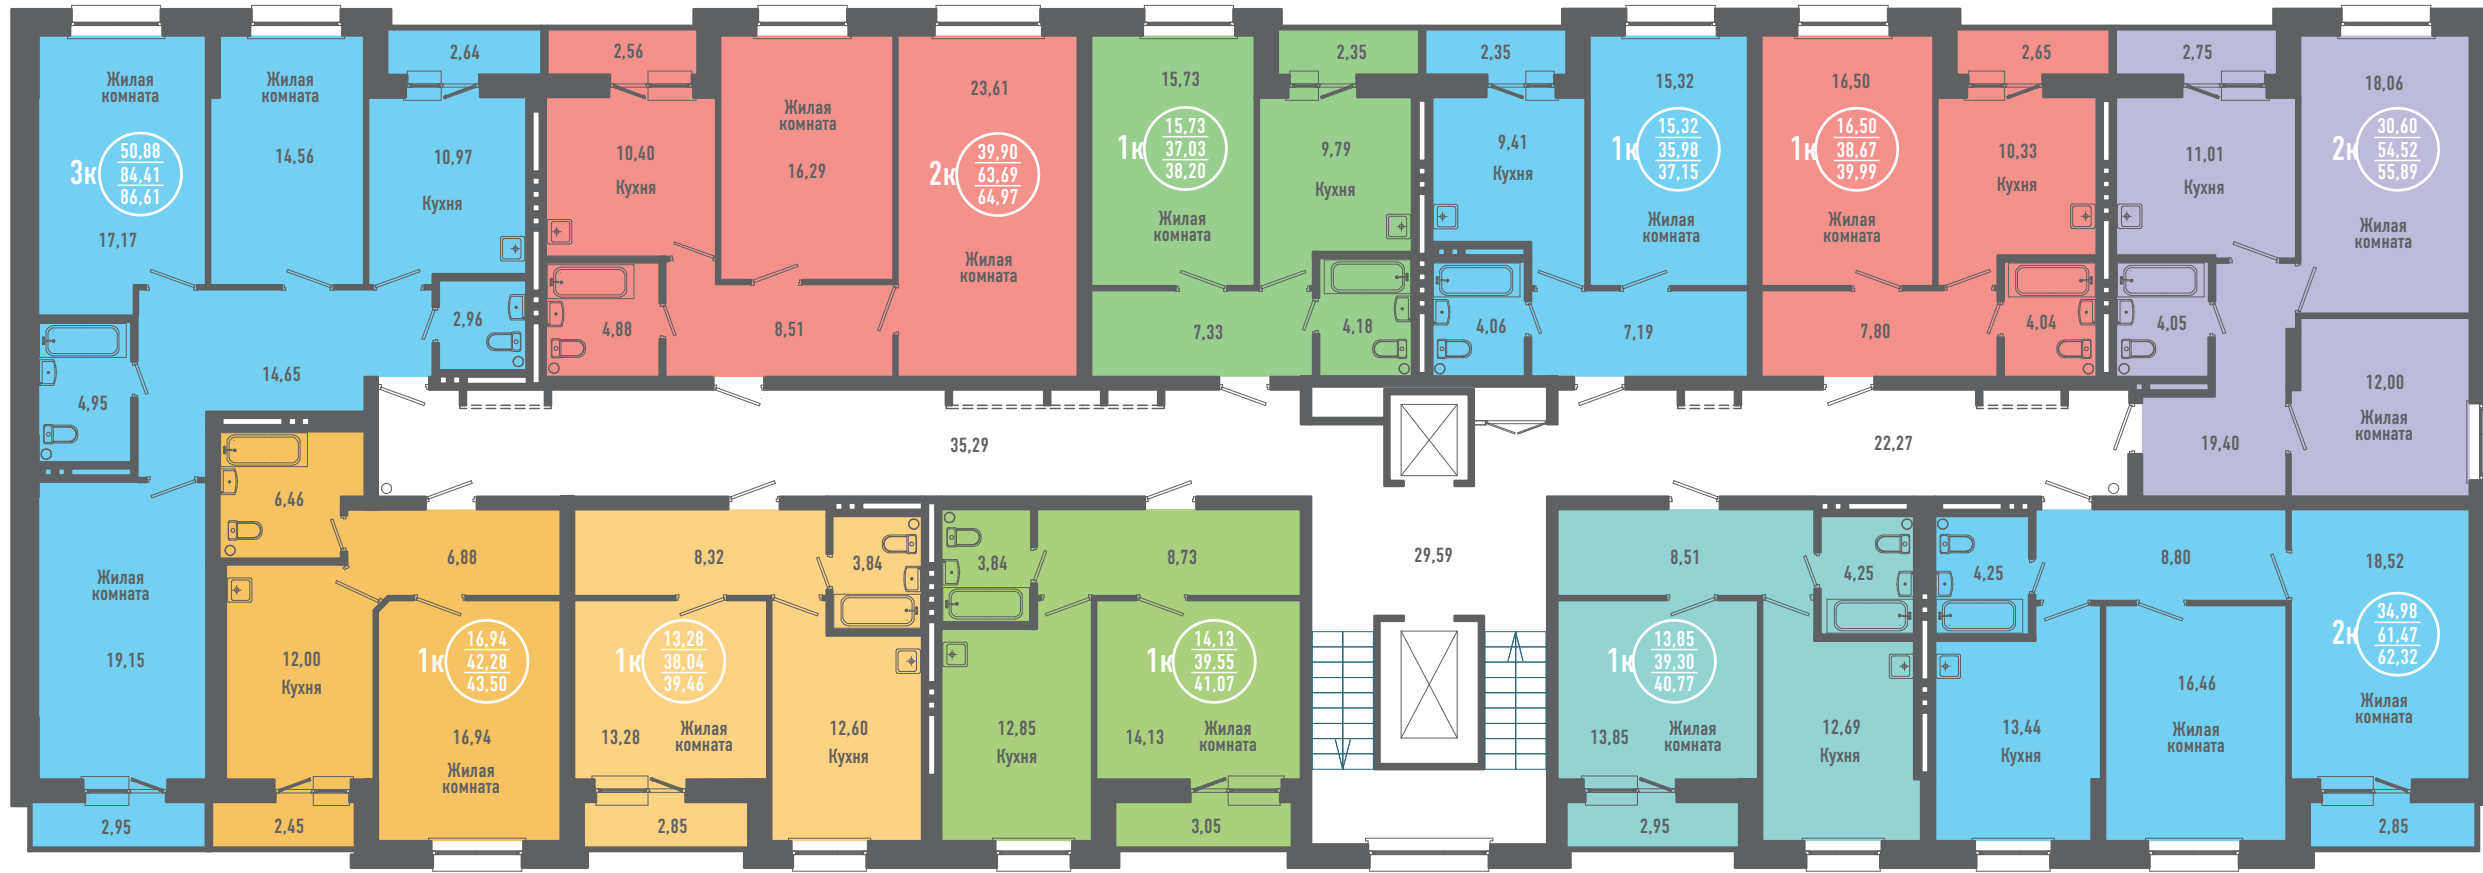 Жилая
комната
3К
50,88
84,41
86,61
17,17
Жилая
комната
14,56
2,64
10,97
Кухня
2,96
14,65
4,95
Жилая
комната
19,15
2,95
2,56
10,40
Кухня
4,88
8,51
Жилая
комната
16,29
23,61
2К
39,90
63,69
64,97
Жилая
комната
15,73
1К
15,73
37,03
38,20
Жилая
комната
2,35
9,79
Кухня
7,33
4,18
2,35
9,41
Кухня
4,06
15,32
1К
15,32
35,98
37,15
Жилая
комната
7,19
16,50
1К
16,50
38,67
39,99
Жилая
комната
2,65
10,33
Кухня
7,80
4,04
2,75
11,01
Кухня
4,05
18,06
2К
30,60
54,52
55,89
Жилая
комната
12,00
Жилая
комната
19,40
35,29
22,27
29,59
6,46
6,88
12,00
Кухня
1К
16,94
42,28
43,50
16,94
Жилая
комната
2,45
8,32
3,84
1К
13,28
38,04
39,46
13,28
Жилая
комната
12,60
Кухня
2,85
3,84
8,73
12,85
Кухня
1К
14,13
39,55
41,07
14,13
Жилая
комната
3,05
8,51
4,25
1К
13,85
39,30
40,77
13,85
Жилая
комната
12,69
Кухня
2,95
4,25
8,80
13,44
Кухня
16,46
Жилая
комната
18,52
2К
34,98
61,47
62,32
Жилая
комната
2,85